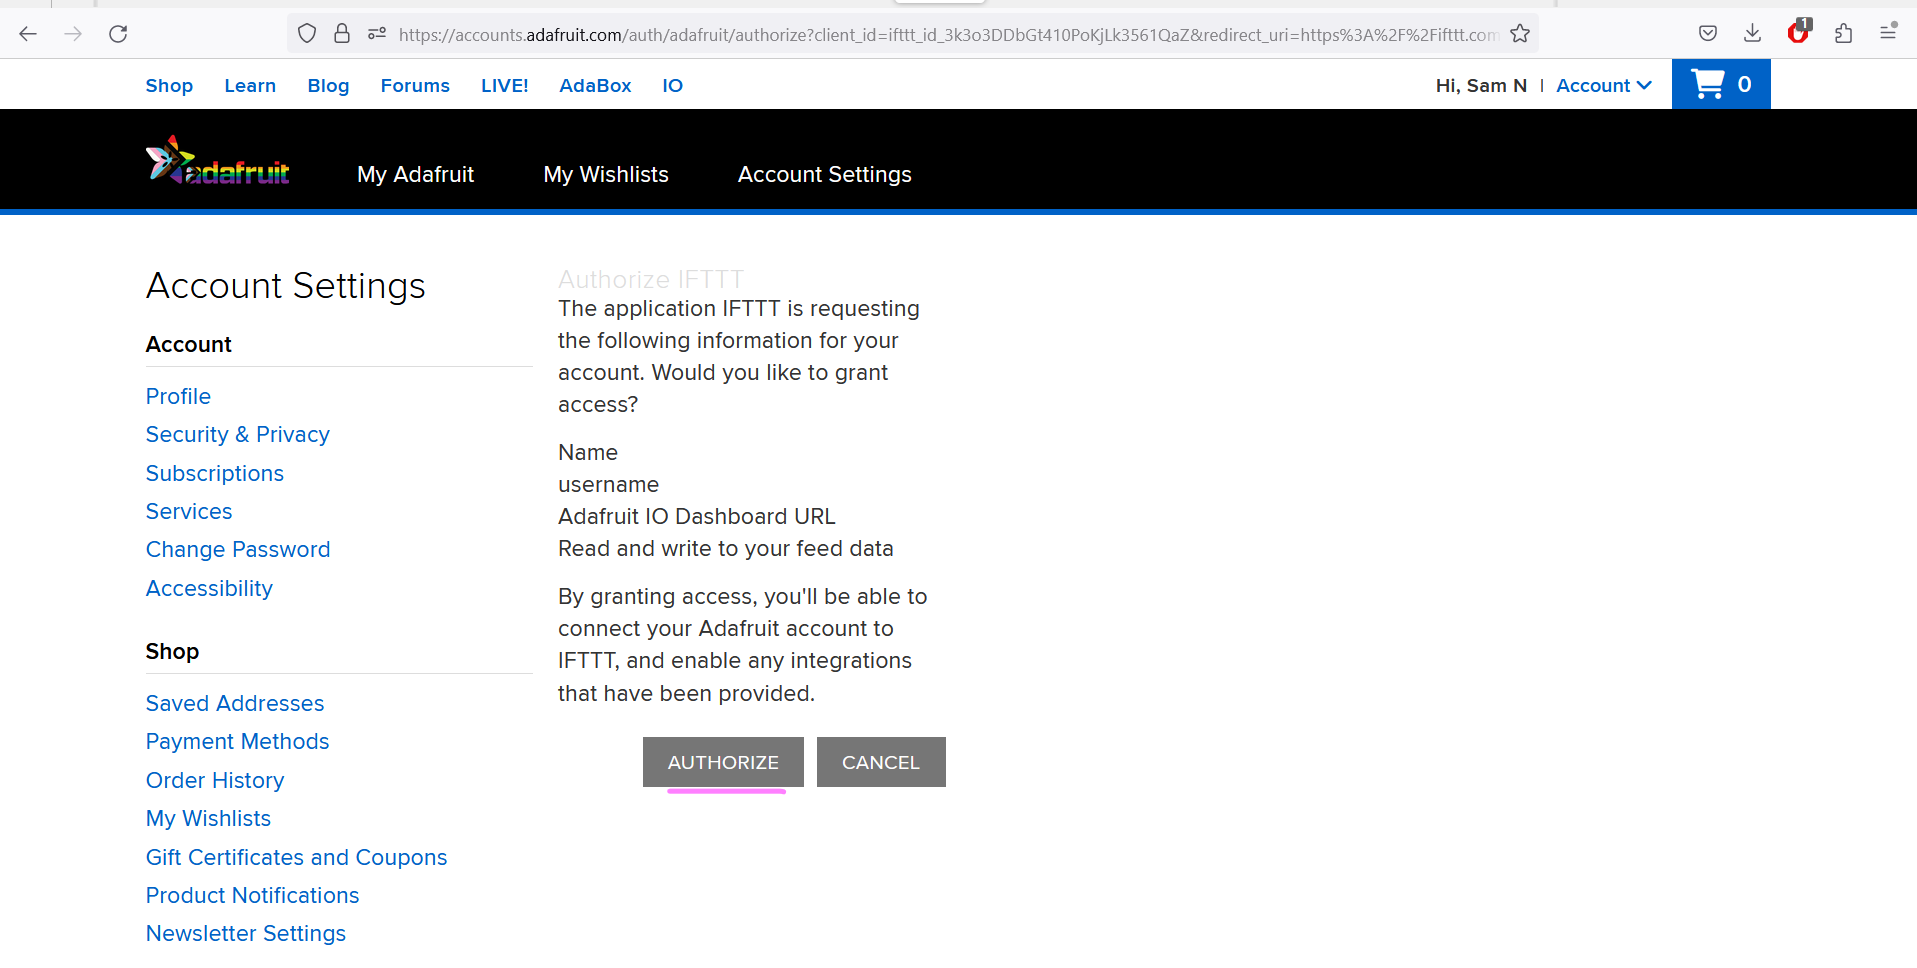 https://accounts.adafruit.com/auth/adafruit/authorize?client_id=ifttt_id_3k3o3DDbGt410PoKjLk3561QaZ&redirect_uri=https%3A%2F%2Fifttt.com
1
Shop Learn Blog Forums LIVE! AdaBox IO
Hi, Sam N | Account
0
adafruit
My Adafruit My Wishlists Account Settings
Account Settings
Account
Profile
Security & Privacy
Subscriptions
Services
Change Password
Accessibility
Shop
Saved Addresses
Payment Methods
Order History
My Wishlists
Gift Certificates and Coupons
Product Notifications
Newsletter Settings
Authorize IFTTT
The application IFTTT is requesting
the following information for your
account. Would you like to grant
access?
Name
username
Adafruit IO Dashboard URL
Read and write to your feed data
By granting access, you'll be able to
connect your Adafruit account to
IFTTT, and enable any integrations
that have been provided.
AUTHORIZE CANCEL